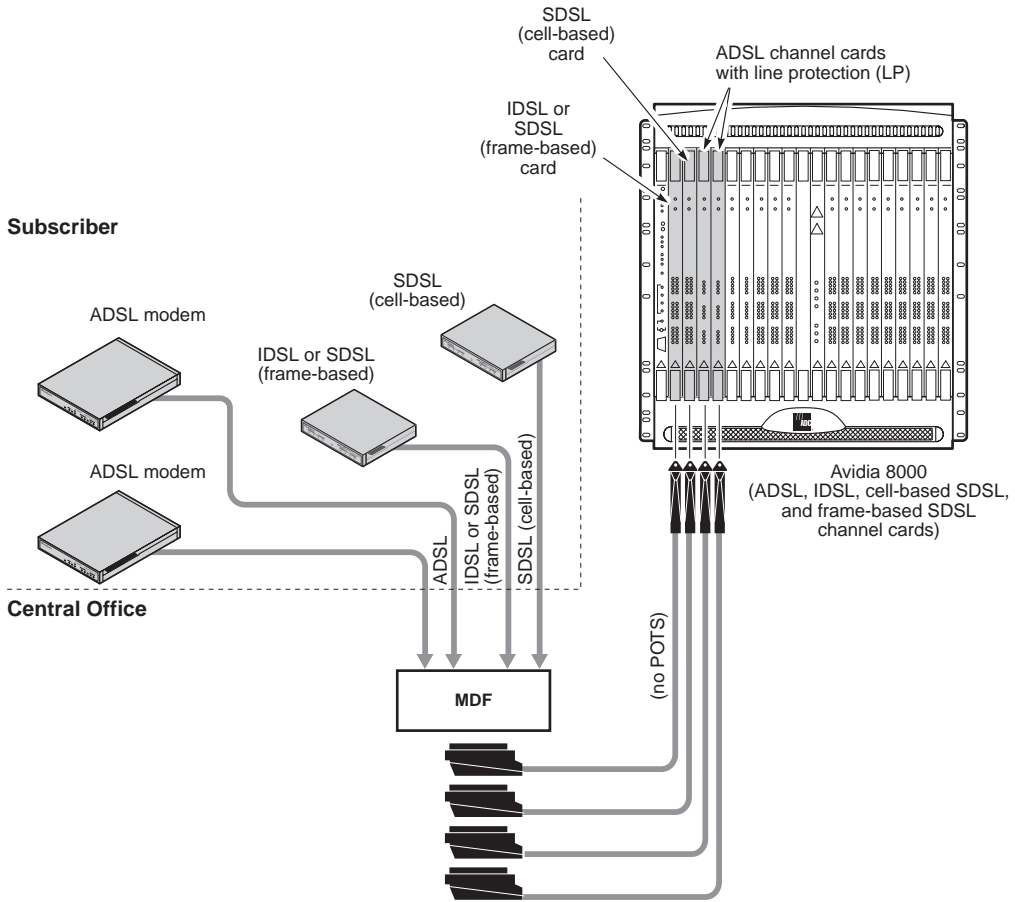 SDSL
(cell-based)
card
ADSL channel cards
with line protection (LP)
IDSL or
SDSL
(frame-based)
card
Subscriber
SDSL
(cell-based)
ADSL modem
IDSL or SDSL
(frame-based)
ADC
ADSL modem
Avidia 8000
(ADSL, IDSL, cell-based SDSL,
and frame-based SDSL
channel cards)
ADSL
IDSL or SDSL
(frame-based)
SDSL (cell-based)
Central Office
(no POTS)
MDF